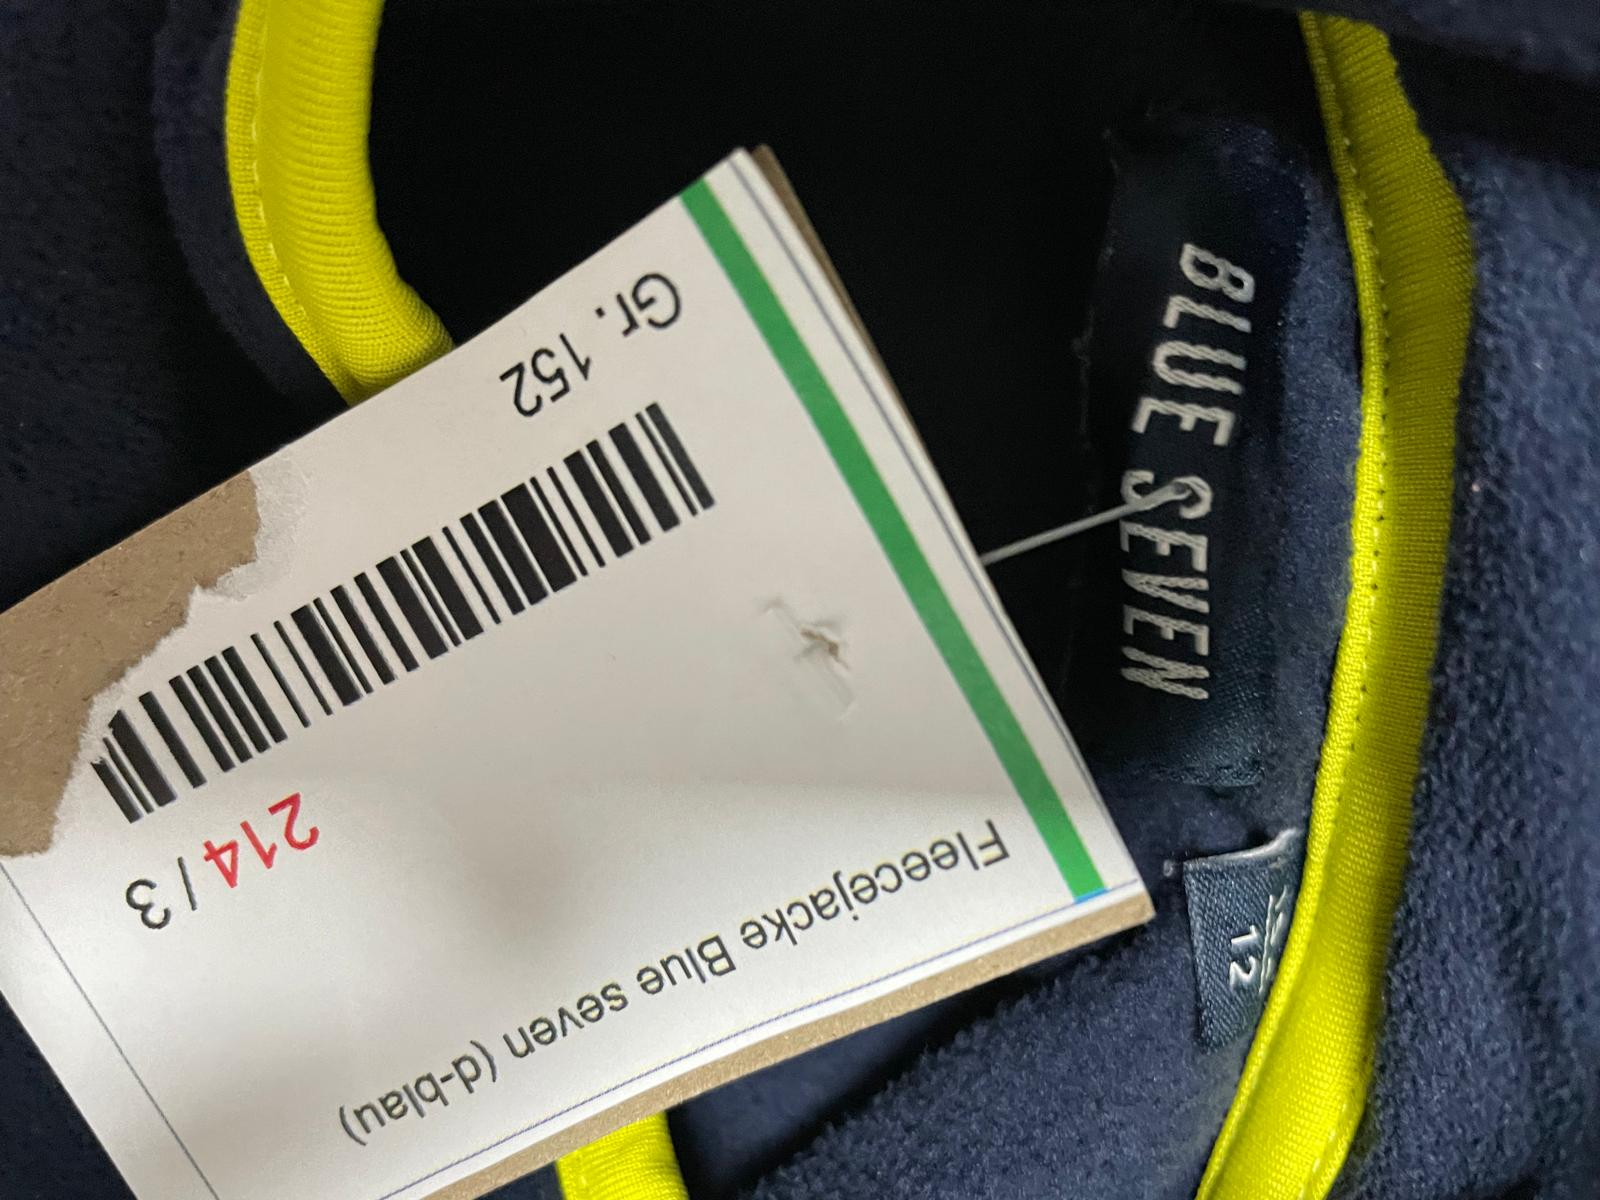 Fleecejacke Blue seven (d-blau)
214 / 3
Gr. 152
BLUE SEVEN
12